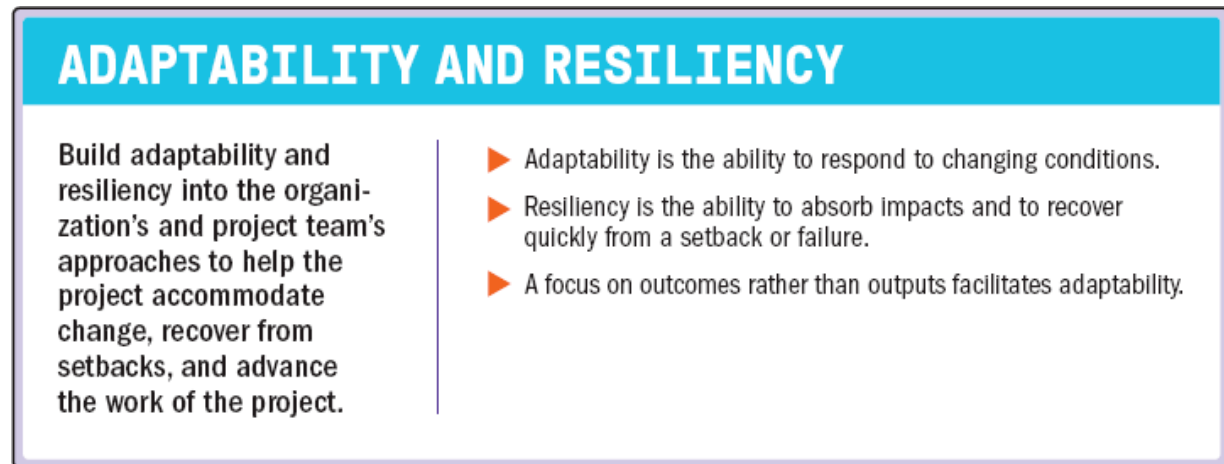 ADAPTABILITY AND RESILIENCY
Build adaptability and
resiliency into the organi-
zation's and project team's
approaches to help the
project accommodate
change, recover from
setbacks, and advance
the work of the project.
▶ Adaptability is the ability to respond to changing conditions.
▶ Resiliency is the ability to absorb impacts and to recover
quickly from a setback or failure.
▶ A focus on outcomes rather than outputs facilitates adaptability.